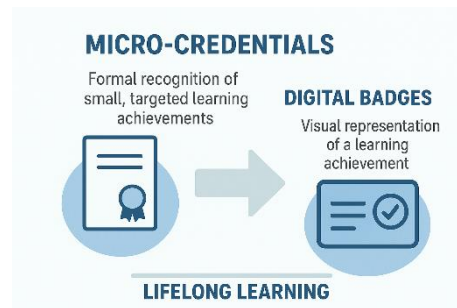 MICRO-CREDENTIALS
Formal recognition of
small, targeted learning
achievements
DIGITAL BADGES
Visual representation
of a learning
achievement
LIFELONG LEARNING